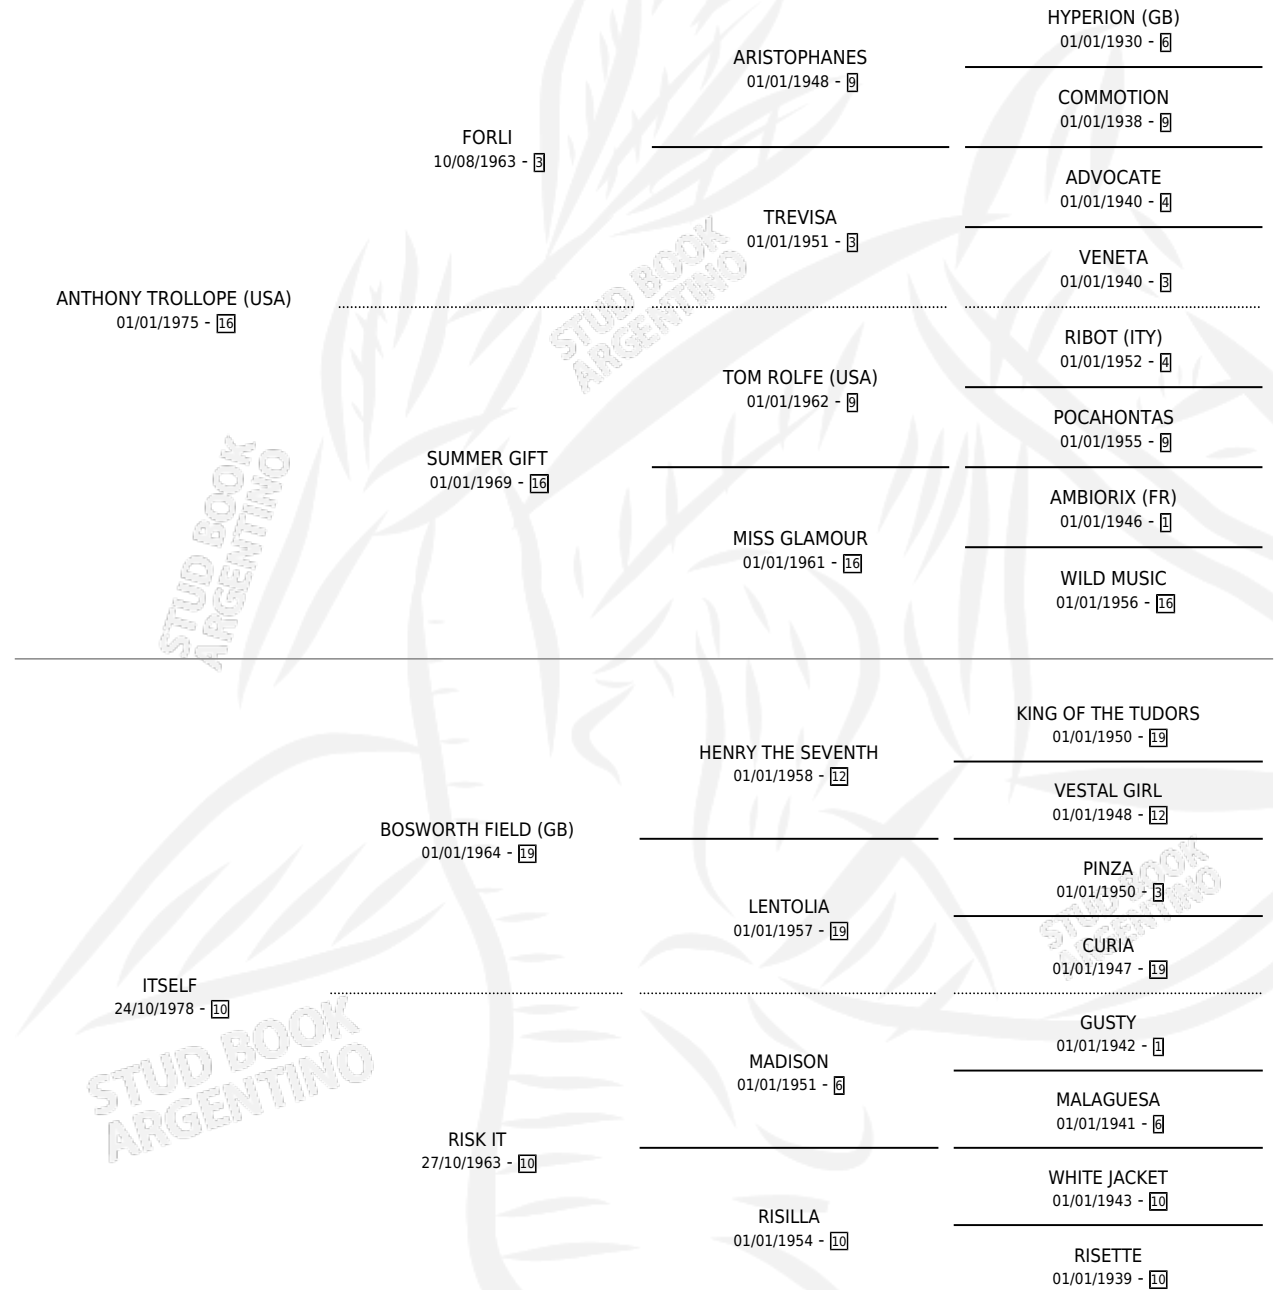 HYPERION (GB)
01/01/1930 - 6
ARISTOPHANES
01/01/1948 - 9
COMMOTION
01/01/1938 - 9
FORLI
10/08/1963 - 3
ADVOCATE
01/01/1940 - 4
TREVISA
01/01/1951 - 3
VENETA
01/01/1940 - 3
ANTHONY TROLLOPE (USA)
01/01/1975 - 16
RIBOT (ITY)
01/01/1952 - 4
TOM ROLFE (USA)
01/01/1962 - 9
POCAHONTAS
01/01/1955 - 9
SUMMER GIFT
01/01/1969 - 16
AMBIORIX (FR)
01/01/1946 - 1
MISS GLAMOUR
01/01/1961 - 16
WILD MUSIC
01/01/1956 - 16
STUD BOOK
ARGENTINO
STUD BOOK
ARGENTINO
KING OF THE TUDORS
01/01/1950 - 19
HENRY THE SEVENTH
01/01/1958 - 12
VESTAL GIRL
01/01/1948 - 12
BOSWORTH FIELD (GB)
01/01/1964 - 19
PINZA
01/01/1950 - 3
LENTOLIA
01/01/1957 - 19
CURIA
01/01/1947 - 19
ITSELF
24/10/1978 - 10
GUSTY
01/01/1942 - 1
MADISON
01/01/1951 - 6
MALAGUESA
01/01/1941 - 6
RISK IT
27/10/1963 - 10
WHITE JACKET
01/01/1943 - 10
RISILLA
01/01/1954 - 10
RISETTE
01/01/1939 - 10
STUD BOOK
ARGENTINO
STUD BOOK
ARGENTINO